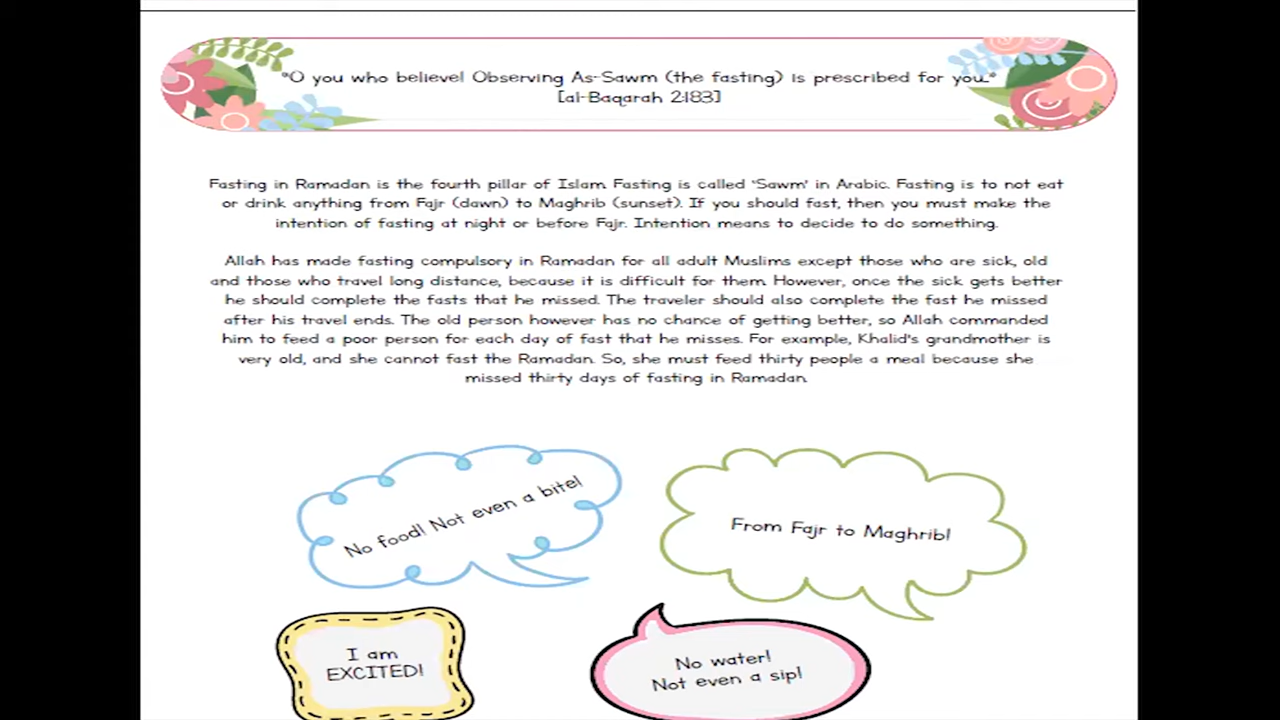 "O you who believe! Observing As-Sawm (the fasting) is prescribed for you."
[al-Baqarah 2:183]
Fasting in Ramadan is the fourth pillar of Islam. Fasting is called 'Sawm' in Arabic. Fasting is to not eat
or drink anything from Fajr (dawn) to Maghrib (sunset). If you should fast, then you must make the
intention of fasting at night or before Fajr. Intention means to decide to do something.
Allah has made fasting compulsory in Ramadan for all adult Muslims except those who are sick, old
and those who travel long distance, because it is difficult for them. However, once the sick gets better
he should complete the fasts that he missed. The traveler should also complete the fast he missed
after his travel ends. The old person however has no chance of getting better, so Allah commanded
him to feed a poor person for each day of fast that he misses. For example, Khalid's grandmother is
very old, and she cannot fast the Ramadan. So, she must feed thirty people a meal because she
missed thirty days of fasting in Ramadan.
No food! Not even a bite!
From Fajr to Maghrib!
I am
EXCITED!
No water!
Not even a sip!